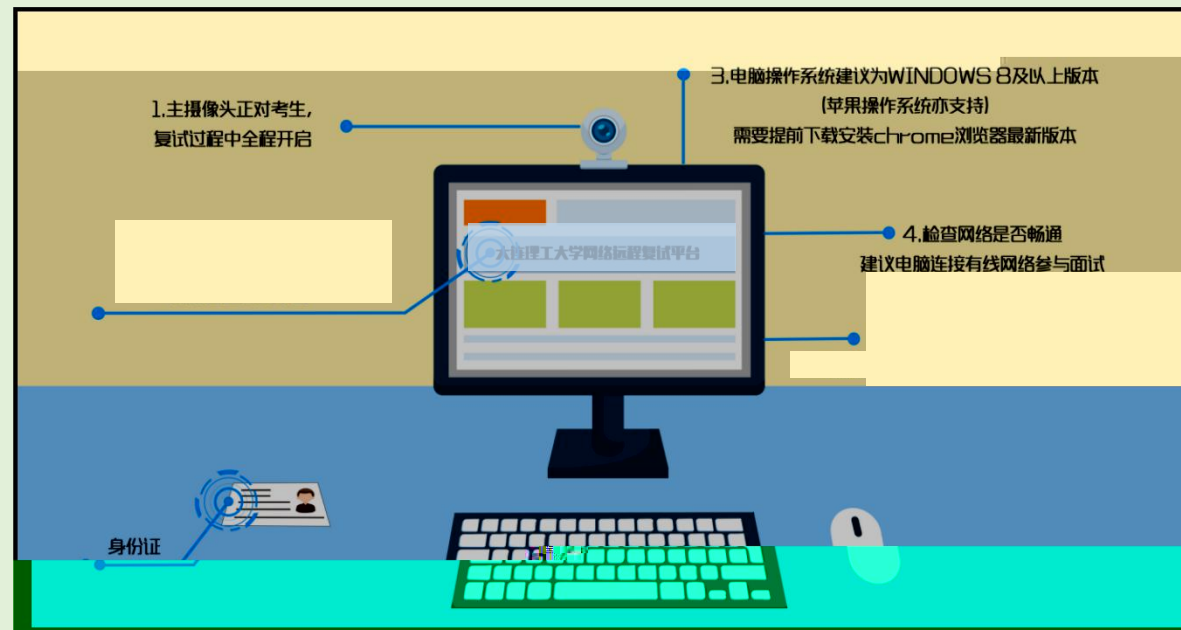 1.主摄像头正对考生,
复试过程中全程开启
3.电脑操作系统建议为WINDOWS 8及以上版本
(苹果操作系统亦支持)
需要提前下载安装chrome浏览器最新版本
大连理工大学网络远程复试平台
4.检查网络是否畅通
建议电脑连接有线网络参与面试
身份证